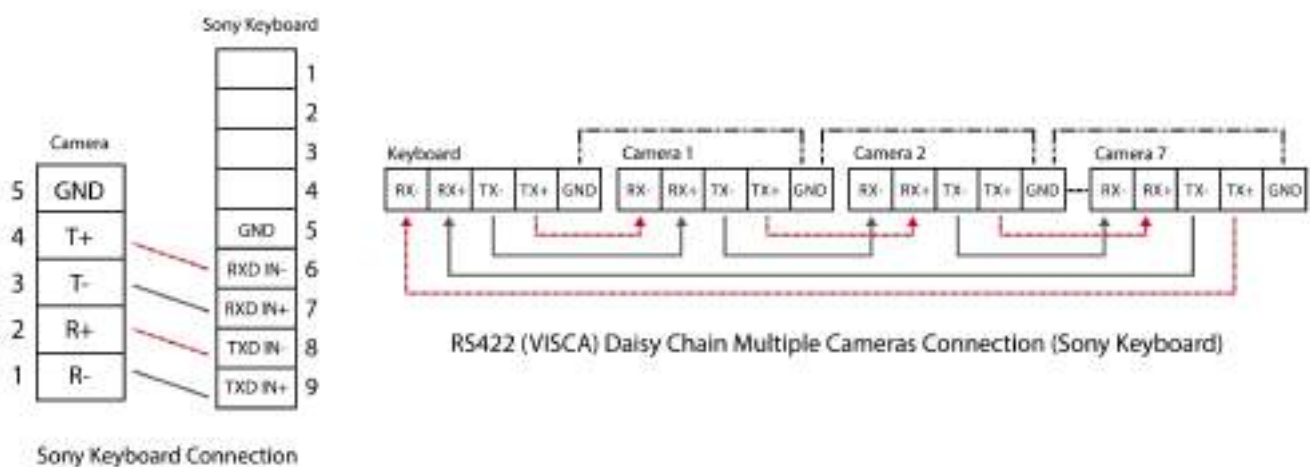 Sony Keyboard
1
2
3
4
GND 5
RXD IN- 6
RXD IN+ 7
TXD IN- 8
TXD IN+ 9
Camera
5 GND
4 T+
3 T-
2 R+
1 R-
Sony Keyboard Connection
Keyboard Camera 1 Camera 2 Camera 7
RX- RX+ TX- TX+ GND RX- RX+ TX- TX+ GND RX- RX+ TX- TX+ GND RX- RX+ TX- TX+ GND
RS422 (VISCA) Daisy Chain Multiple Cameras Connection (Sony Keyboard)